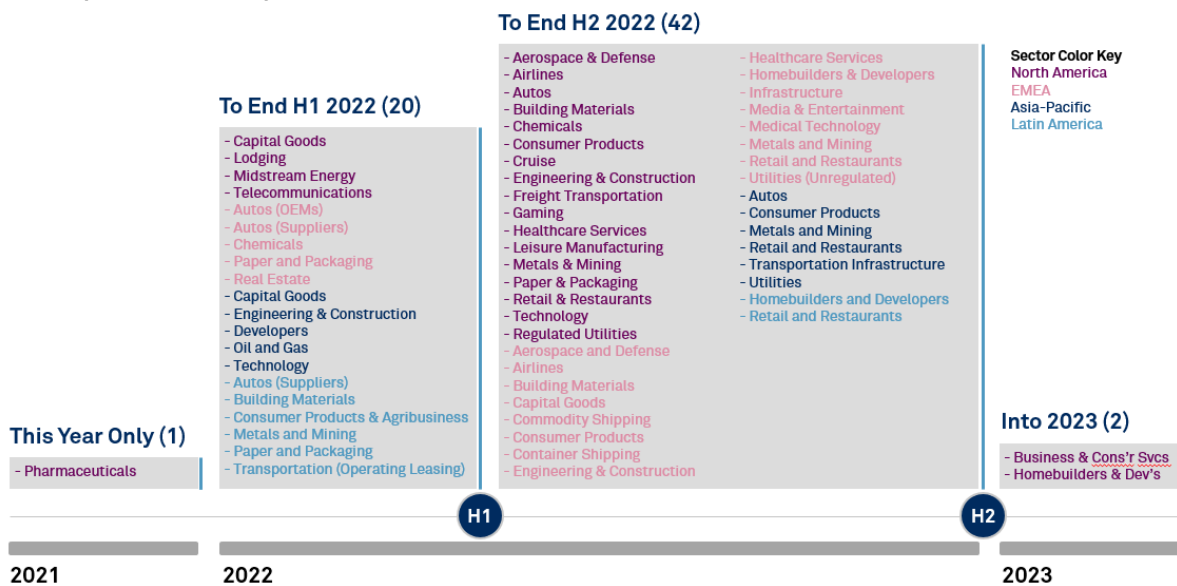 To End H2 2022 (42)
- Aerospace & Defense
- Airlines
- Autos
- Building Materials
- Chemicals
- Consumer Products
- Cruise
- Engineering & Construction
- Freight Transportation
- Gaming
- Healthcare Services
- Leisure Manufacturing
- Metals & Mining
- Paper & Packaging
- Retail & Restaurants
- Technology
- Regulated Utilities
- Aerospace and Defense
- Airlines
- Building Materials
- Capital Goods
- Commodity Shipping
- Consumer Products
- Container Shipping
- Engineering & Construction
- Healthcare Services
- Homebuilders & Developers
- Infrastructure
- Media & Entertainment
- Medical Technology
- Metals and Mining
- Retail and Restaurants
- Utilities (Unregulated)
- Autos
- Consumer Products
- Metals and Mining
- Retail and Restaurants
- Transportation Infrastructure
- Utilities
- Homebuilders and Developers
- Retail and Restaurants
Sector Color Key
North America
EMEA
Asia-Pacific
Latin America
To End H1 2022 (20)
- Capital Goods
- Lodging
- Midstream Energy
- Telecommunications
- Autos (OEMs)
- Autos (Suppliers)
- Chemicals
- Paper and Packaging
- Real Estate
- Capital Goods
- Engineering & Construction
- Developers
- Oil and Gas
- Technology
- Autos (Suppliers)
- Building Materials
- Consumer Products & Agribusiness
- Metals and Mining
- Paper and Packaging
- Transportation (Operating Leasing)
This Year Only (1)
- Pharmaceuticals
Into 2023 (2)
- Business & Cons'r Svcs
- Homebuilders & Dev's
H1
H2
2021
2022
2023